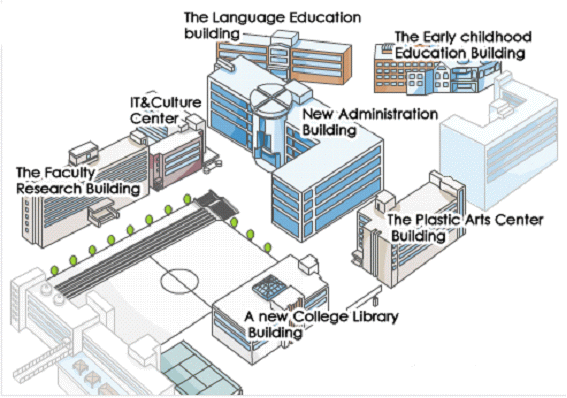 The Language Education
building
The Early childhood
Education Building
IT&Culture
Center
New Administration
Building
The Faculty
Research Building
The Plastic Arts Center
Building
A new College Library
Building